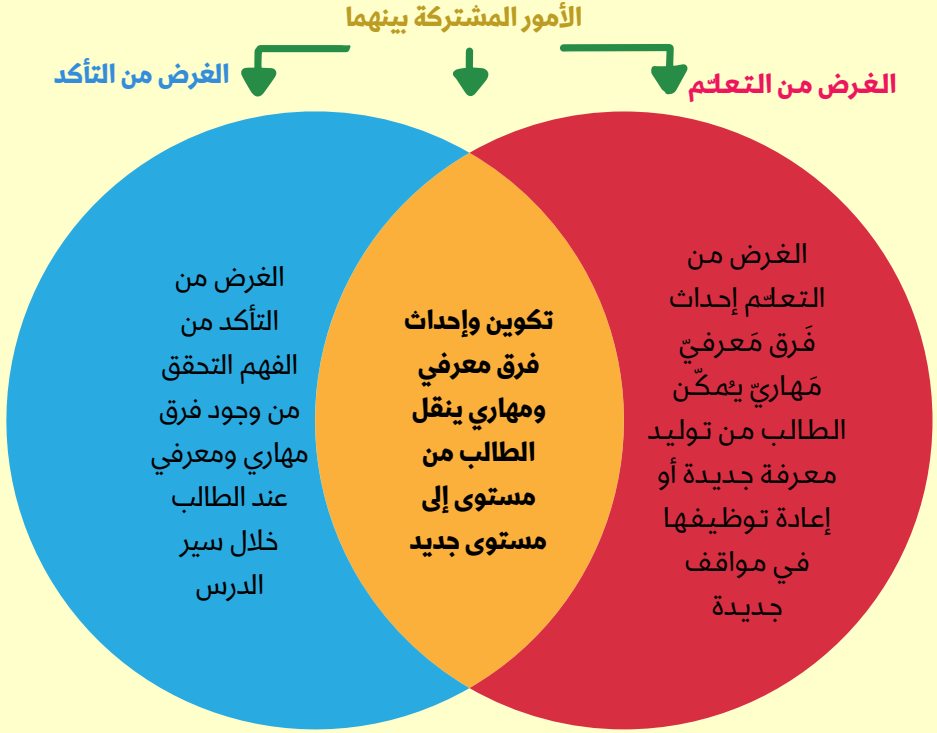 الأمور المشتركة بينهما
الغرض من التعلّم
الغرض من التأكد
الغرض من
التعلّم إحداث
فَرق مَعرفيّ
مَهاريّ يُمكّن
الطالب من توليد
معرفة جديدة أو
إعادة توظيفها
في مواقف
جديدة
تكوين وإحداث
فرق معرفي
ومهاري ينقل
الطالب من
مستوى إلى
مستوى جديد
الغرض من
التأكد من
الفهم التحقق
من وجود فرق
مهاري ومعرفي
عند الطالب
خلال سير
الدرس